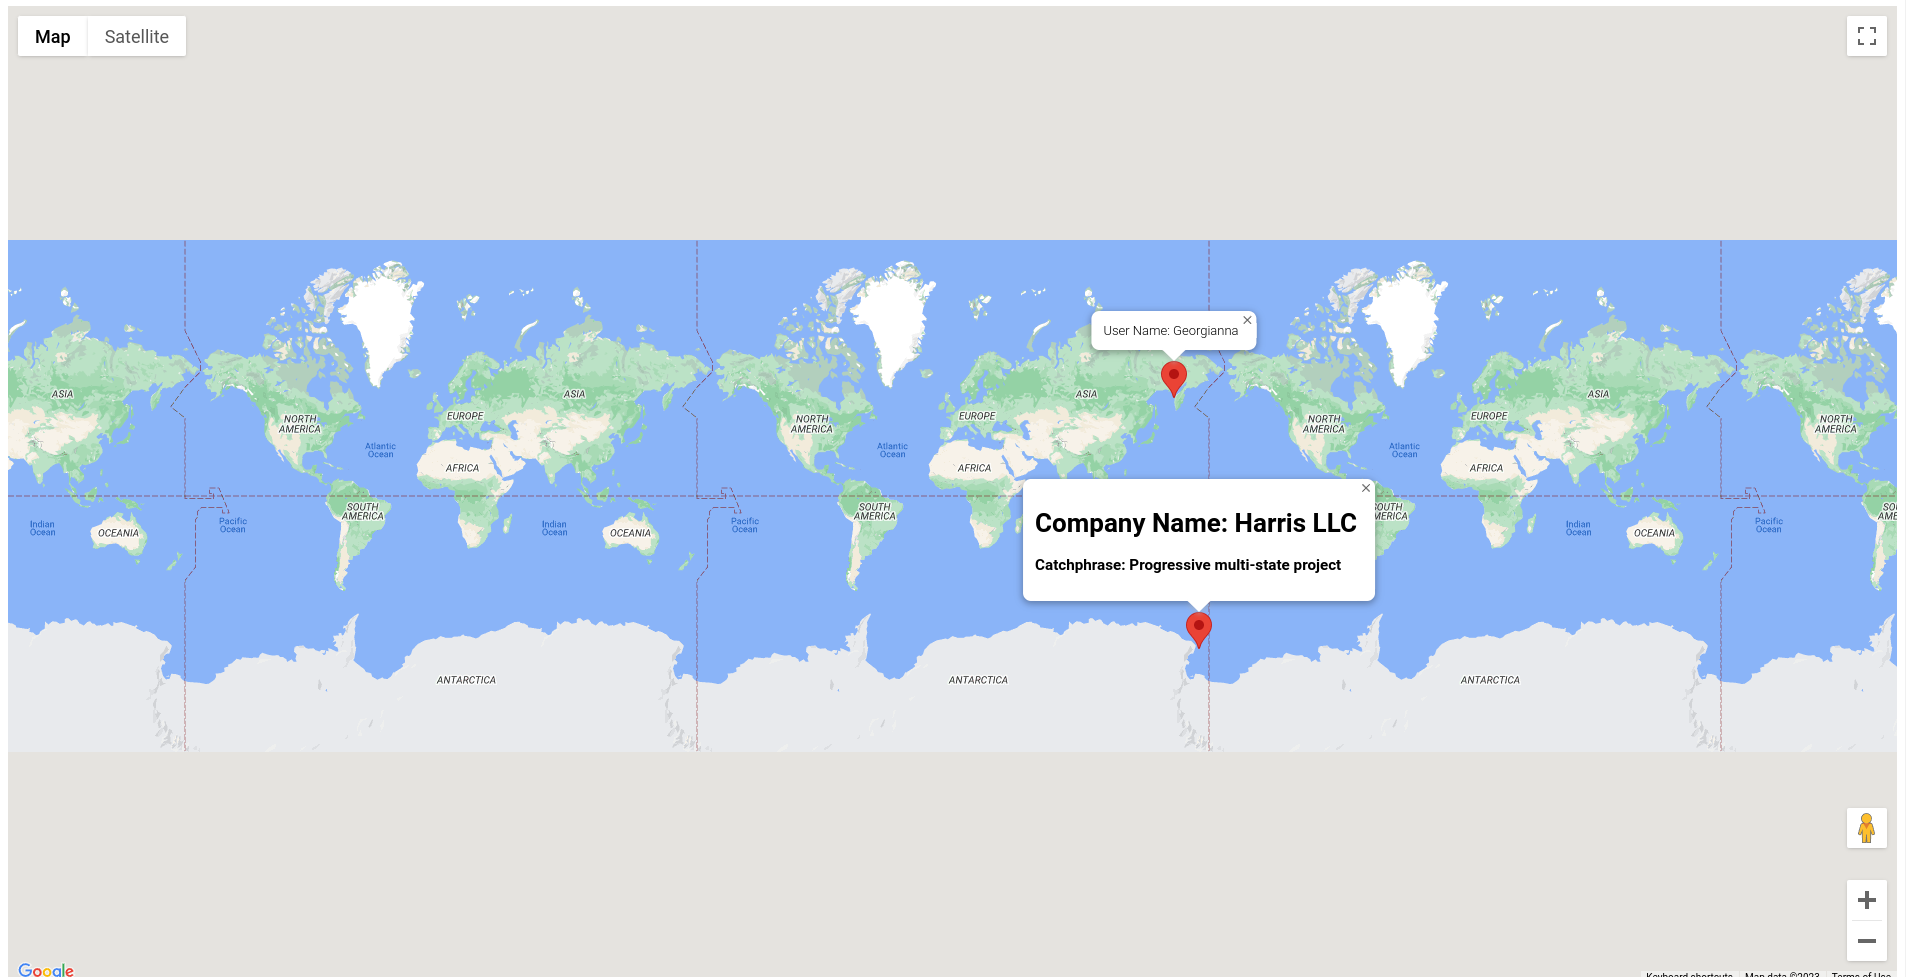 Map
Satellite
User Name: Georgianna
ASIA
EUROPE
ASIA
EUROPE
ASIA
EUROPE
ASIA
NORTH
AMERICA
NORTH
AMERICA
NORTH
AMERICA
NORTH
AMERICA
Atlantic
Ocean
Atlantic
Ocean
Atlantic
Ocean
AFRICA
AFRICA
AFRICA
SOUTH
AMERICA
SOUTH
AMERICA
Indian
Ocean
OCEANIA
Pacific
Ocean
Indian
Ocean
OCEANIA
Pacific
Ocean
Company Name: Harris LLC
Catchphrase: Progressive multi-state project
Indian
Ocean
OCEANIA
Pacific
Ocean
ANTARCTICA
ANTARCTICA
ANTARCTICA
Google
Keyboard shortcuts
Map data ©2023
Terms of Use